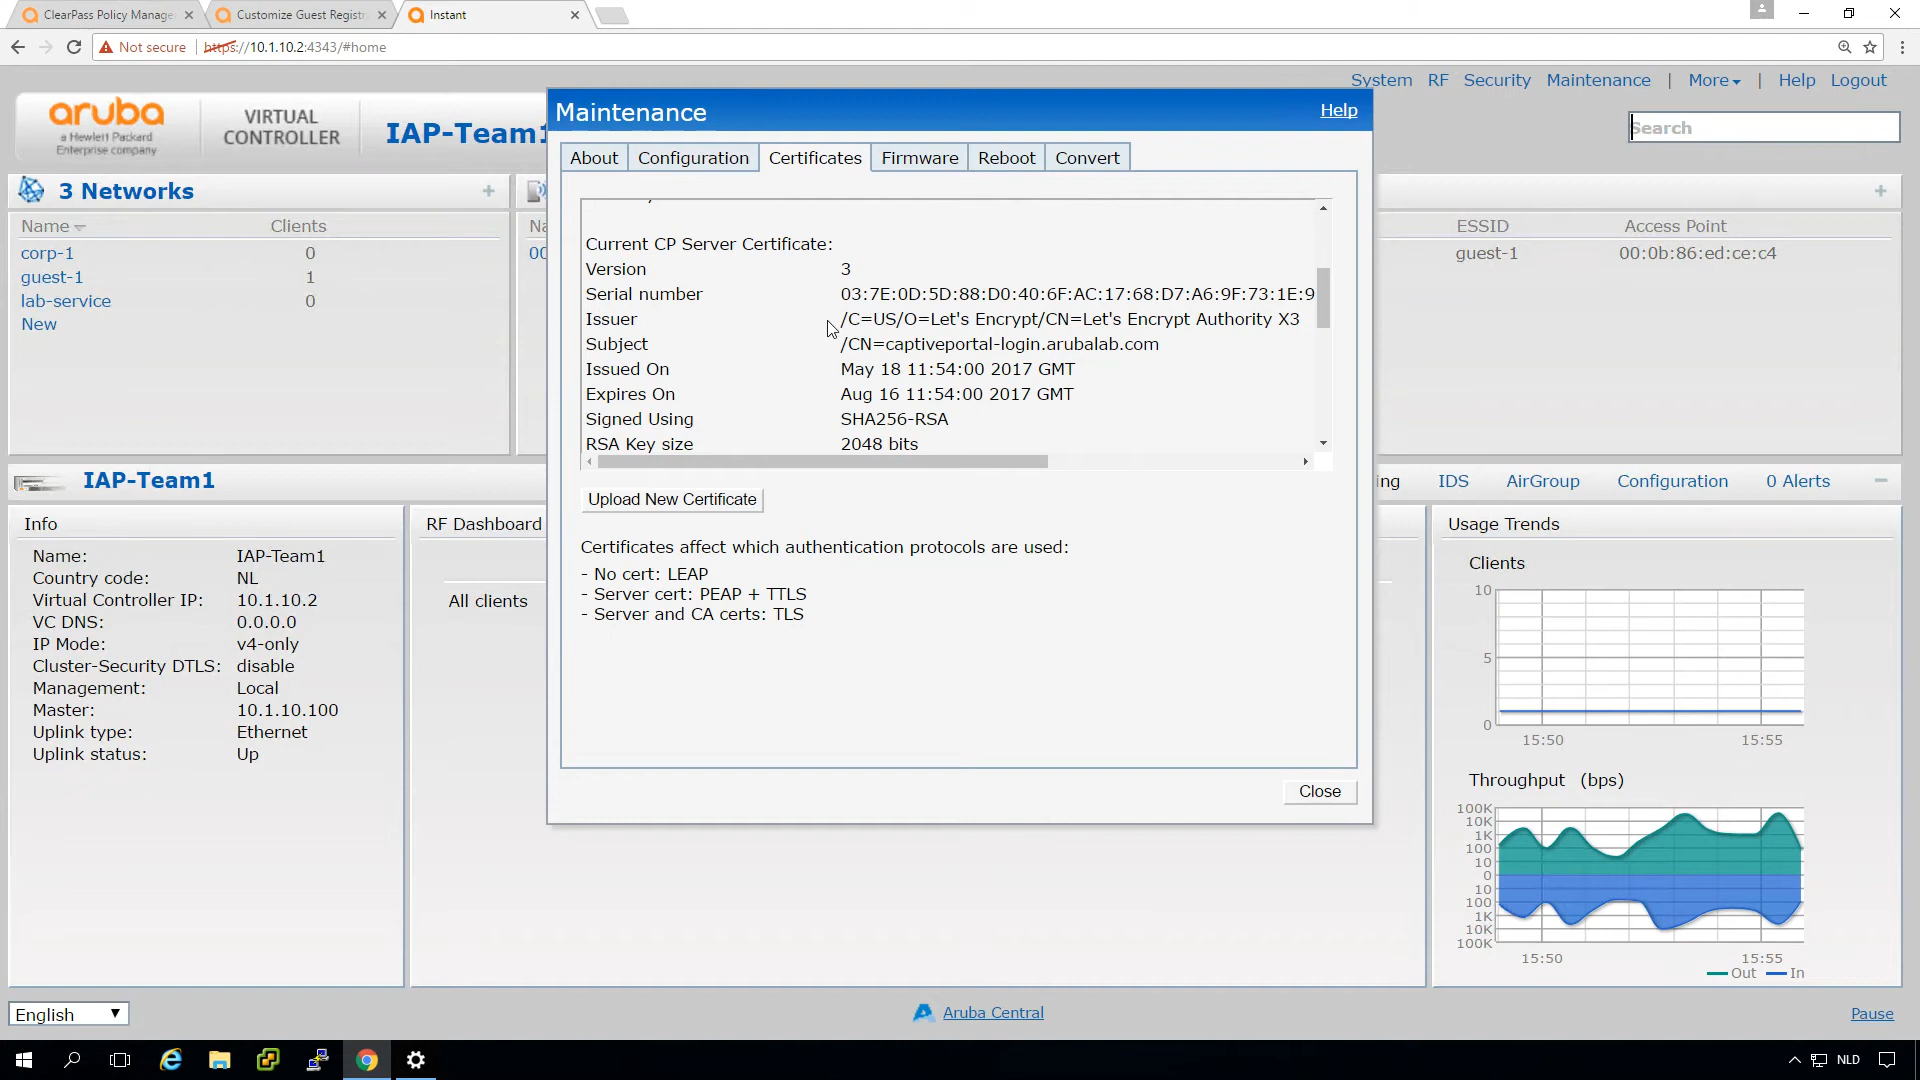 ClearPass Policy Manage
Customize Guest Registr
Instant
Not secure
https://10.1.10.2:4343/#home
System RF Security Maintenance | More | Help Logout
aruba
a Hewlett Packard
Enterprise company
VIRTUAL
CONTROLLER
IAP-Team1
Search
Maintenance
Help
About
Configuration
Certificates
Firmware
Reboot
Convert
3 Networks
Name
Clients
corp-1 0
guest-1 1
lab-service 0
New
Na
00
ESSID
Access Point
guest-1
00:0b:86:ed:ce:c4
Current CP Server Certificate:
Version 3
Serial number 03:7E:0D:5D:88:D0:40:6F:AC:17:68:D7:A6:9F:73:1E:9
Issuer /C=US/O=Let's Encrypt/CN=Let's Encrypt Authority X3
Subject /CN=captiveportal-login.arubalab.com
Issued On May 18 11:54:00 2017 GMT
Expires On Aug 16 11:54:00 2017 GMT
Signed Using SHA256-RSA
RSA Key size 2048 bits
Upload New Certificate
Certificates affect which authentication protocols are used:
- No cert: LEAP
- Server cert: PEAP + TTLS
- Server and CA certs: TLS
Close
IAP-Team1
ng
IDS
AirGroup
Configuration
0 Alerts
Info
Name: IAP-Team1
Country code: NL
Virtual Controller IP: 10.1.10.2
VC DNS: 0.0.0.0
IP Mode: v4-only
Cluster-Security DTLS: disable
Management: Local
Master: 10.1.10.100
Uplink type: Ethernet
Uplink status: Up
RF Dashboard
All clients
Usage Trends
Clients
10
5
0
15:50
15:55
Throughput (bps)
100K
10K
1K
100
10
0
10
100
1K
10K
100K
15:50
15:55
Out
In
English
Aruba Central
Pause
NLD